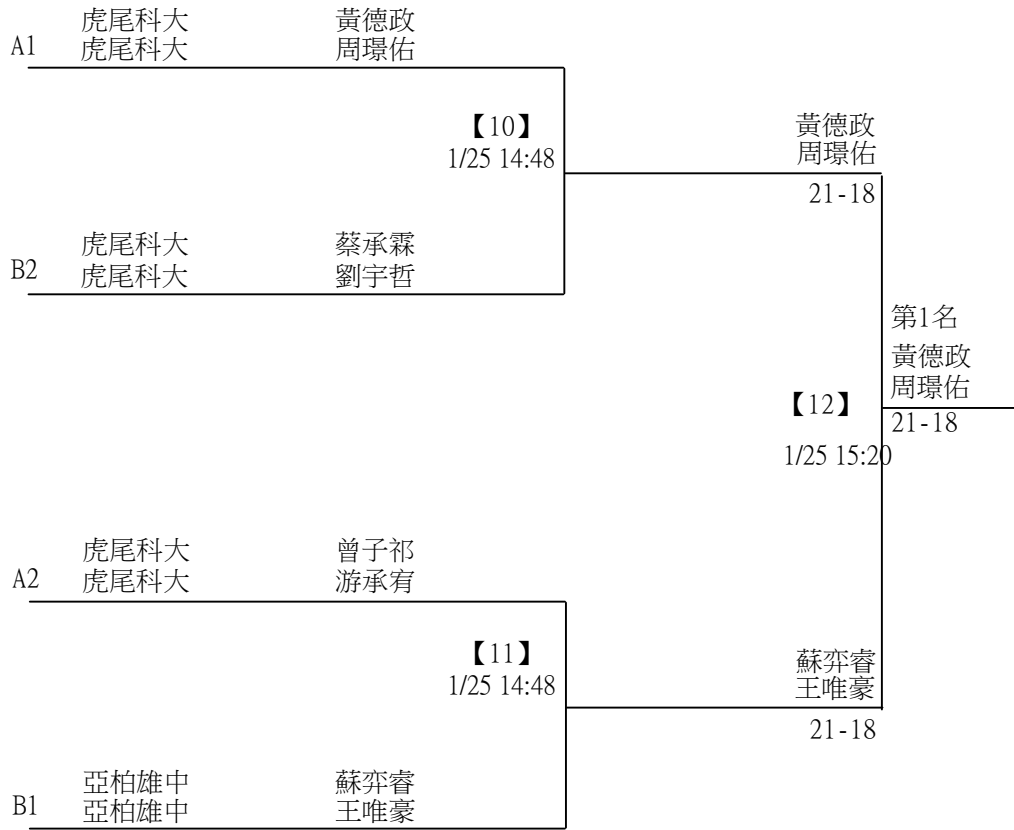 虎尾科大 黃德政
A1 虎尾科大 周璟佑
【10】
1/25 14:48
黃德政
周璟佑
21-18
虎尾科大 蔡承霖
B2 虎尾科大 劉宇哲
第1名
黃德政
周璟佑
21-18
【12】
1/25 15:20
虎尾科大 曾子祁
A2 虎尾科大 游承宥
【11】
1/25 14:48
蘇弈睿
王唯豪
21-18
亞柏雄中 蘇弈睿
B1 亞柏雄中 王唯豪